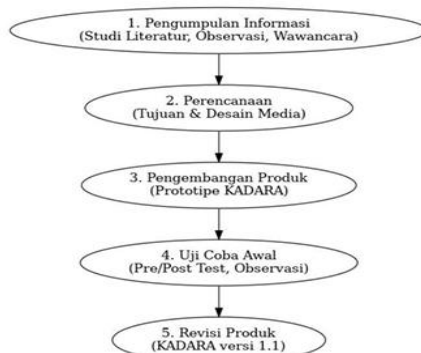 1. Pengumpulan Informasi
(Studi Literatur, Observasi, Wawancara)
2. Perencanaan
(Tujuan & Desain Media)
3. Pengembangan Produk
(Prototipe KADARA)
4. Uji Coba Awal
(Pre/Post Test, Observasi)
5. Revisi Produk
(KADARA versi 1.1)